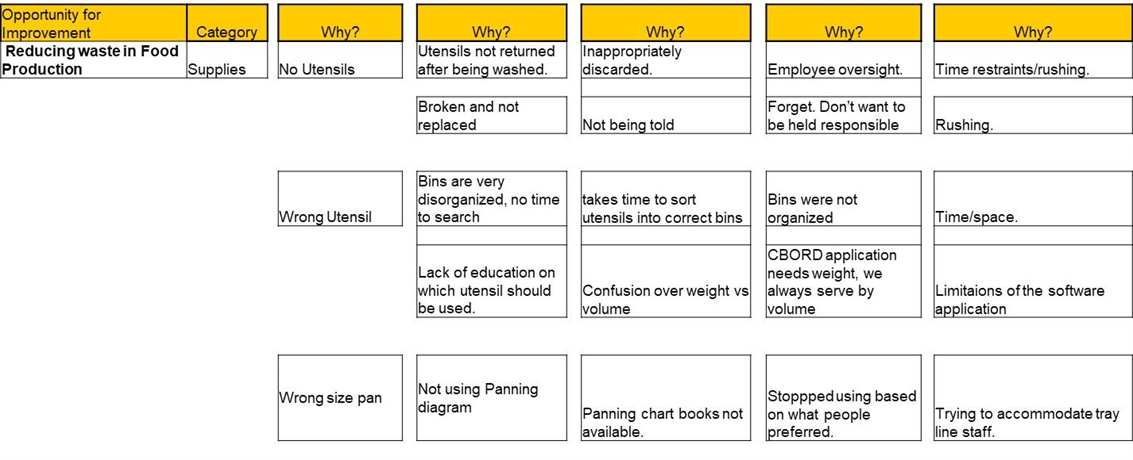 Opportunity for
Improvement
Category
Why?
Why?
Why?
Why?
Why?
Reducing waste in Food
Production
Supplies
No Utensils
Utensils not returned
after being washed.
Inappropriately
discarded.
Employee oversight.
Time restraints/rushing.
Broken and not
replaced
Not being told
Forget. Don’t want to
be held responsible
Rushing.
Wrong Utensil
Bins are very
disorganized, no time
to search
takes time to sort
utensils into correct bins
Bins were not
organized
Time/space.
Lack of education on
which utensil should
be used.
Confusion over weight vs
volume
CBORD application
needs weight, we
always serve by
volume
Limitaions of the software
application
Wrong size pan
Not using Panning
diagram
Panning chart books not
available.
Stoppped using based
on what people
preferred.
Trying to accommodate tray
line staff.